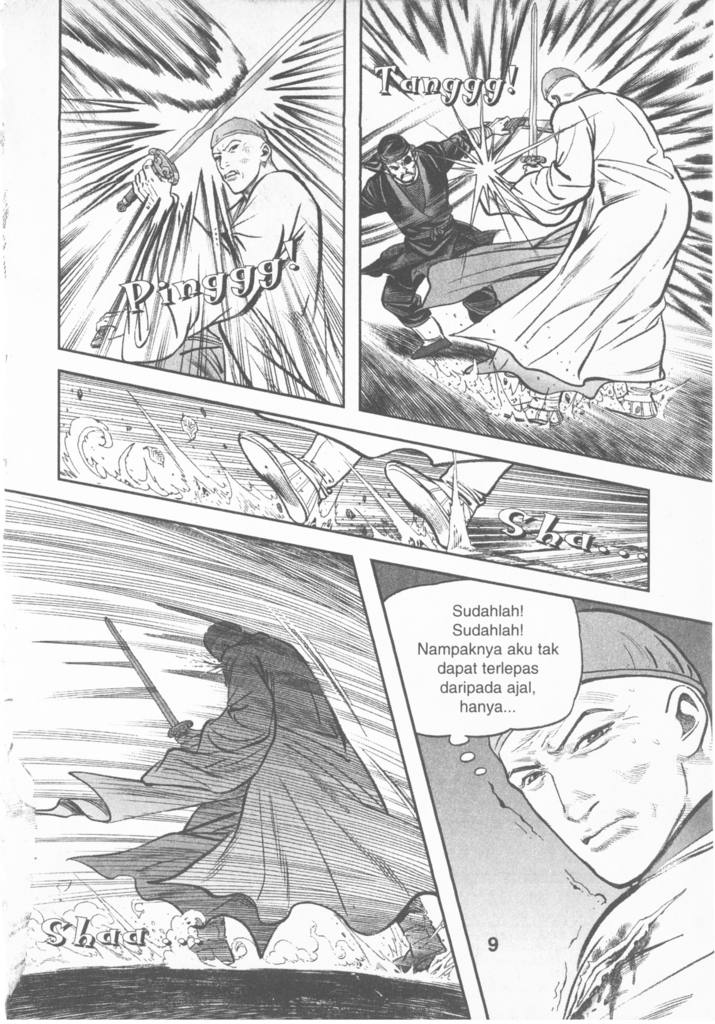 Pinggg!
Tanggg!
Sha...
Shaa...
Sudahlah!
Sudahlah!
Nampaknya aku tak
dapat terlepas
daripada ajal,
hanya...
9